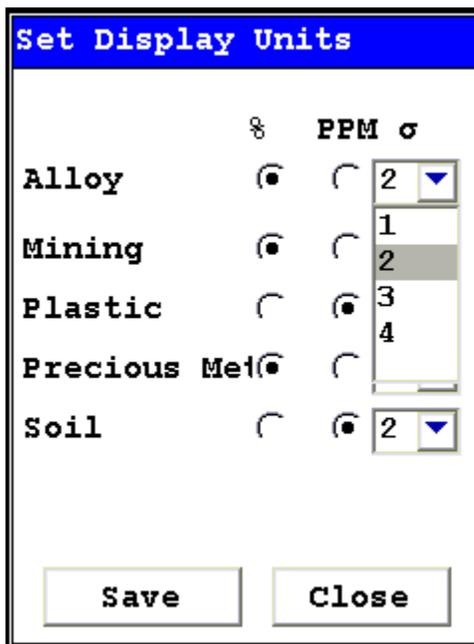 Set Display Units
% PPM σ
Alloy 2
1
Mining
2
Plastic 3
4
Precious Met
Soil 2
Save Close